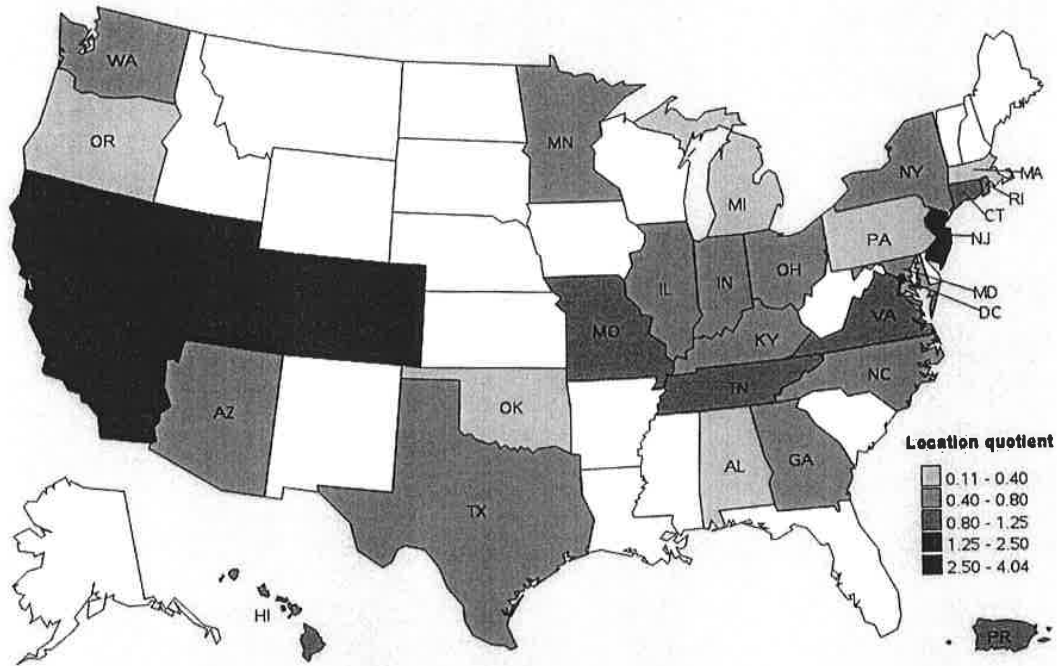 WA
OR
MN
MI
NY
MA
RI
CT
PA
NJ
OH
IL
IN
MD
DC
MO
KY
VA
TN
NC
AZ
OK
AL
GA
TX
HI
PR
Location quotient
0.11 - 0.40
0.40 - 0.80
0.80 - 1.25
1.25 - 2.50
2.50 - 4.04